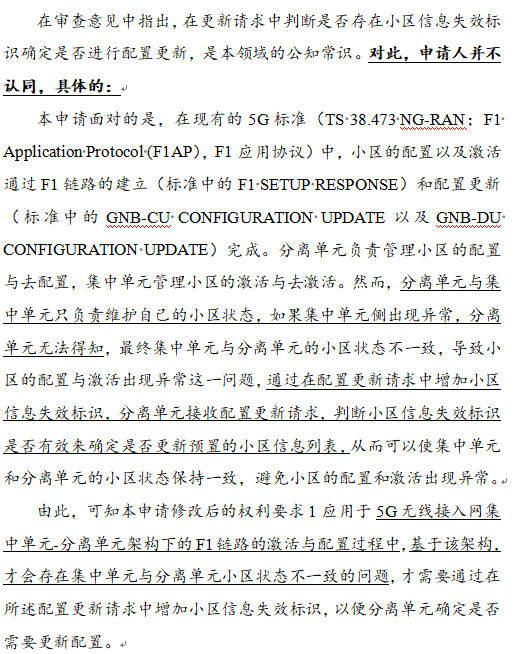 在审查意见中指出，在更新请求中判断是否存在小区信息失效标
识确定是否进行配置更新，是本领域的公知常识。对此，申请人并不
认同，具体的：
本申请面对的是，在现有的 5G 标准（TS 38.473 NG-RAN；F1
Application Protocol (F1AP)，F1 应用协议）中，小区的配置以及激活
通过 F1 链路的建立（标准中的 F1 SETUP RESPONSE）和配置更新
（标准中的 GNB-CU CONFIGURATION UPDATE 以及 GNB-DU
CONFIGURATION UPDATE）完成。分离单元负责管理小区的配置
与去配置，集中单元管理小区的激活与去激活。然而，分离单元与集
中单元只负责维护自己的小区状态，如果集中单元侧出现异常，分离
单元无法得知，最终集中单元与分离单元的小区状态不一致，导致小
区的配置与激活出现异常这一问题，通过在配置更新请求中增加小区
信息失效标识，分离单元接收配置更新请求，判断小区信息失效标识
是否有效来确定是否更新预置的小区信息列表，从而可以使集中单元
和分离单元的小区状态保持一致，避免小区的配置和激活出现异常。
由此，可知本申请修改后的权利要求 1 应用于 5G 无线接入网集
中单元-分离单元架构下的 F1 链路的激活与配置过程中，基于该架构，
才会存在集中单元与分离单元小区状态不一致的问题，才需要通过在
所述配置更新请求中增加小区信息失效标识，以便分离单元确定是否
需要更新配置。